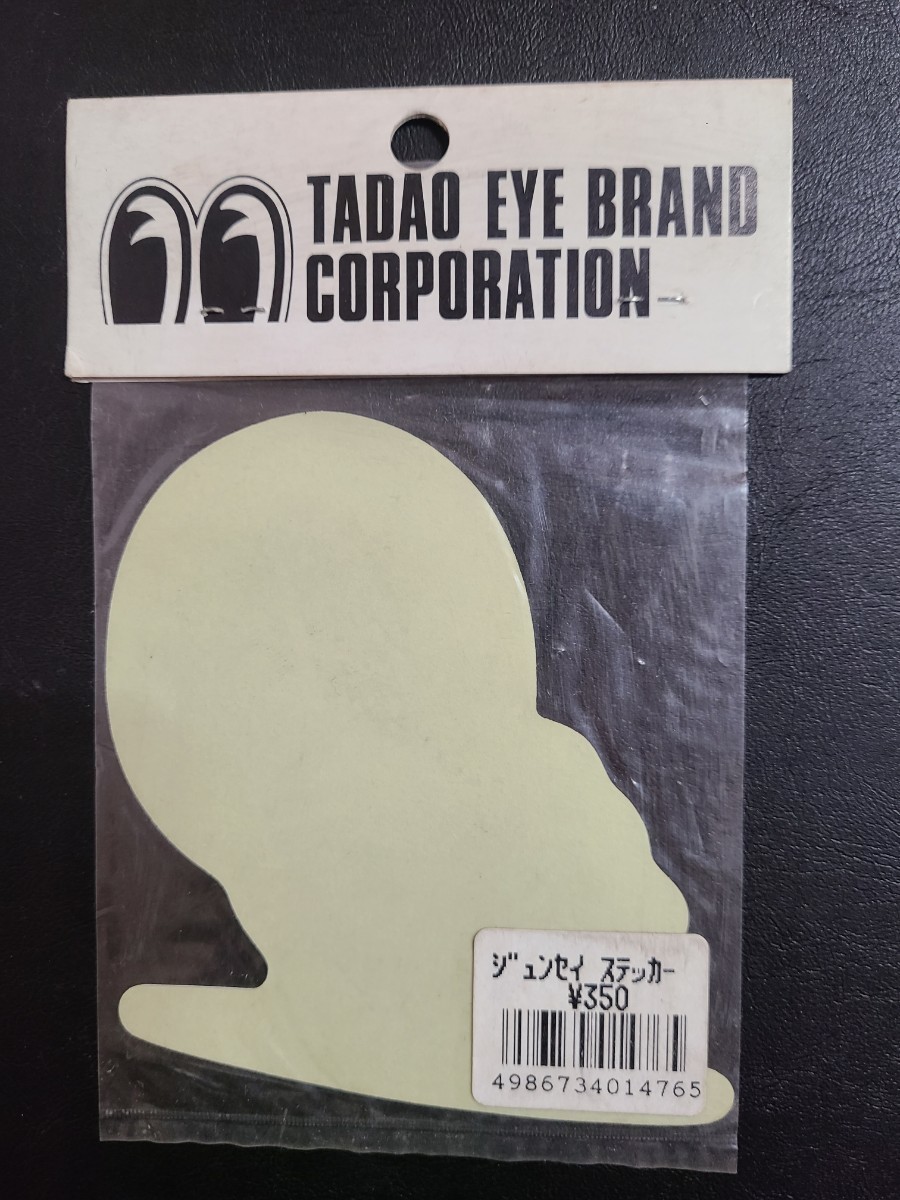 TADAO EYE BRAND
CORPORATION
ジュンセイ ステッカー
¥350
4986734014765